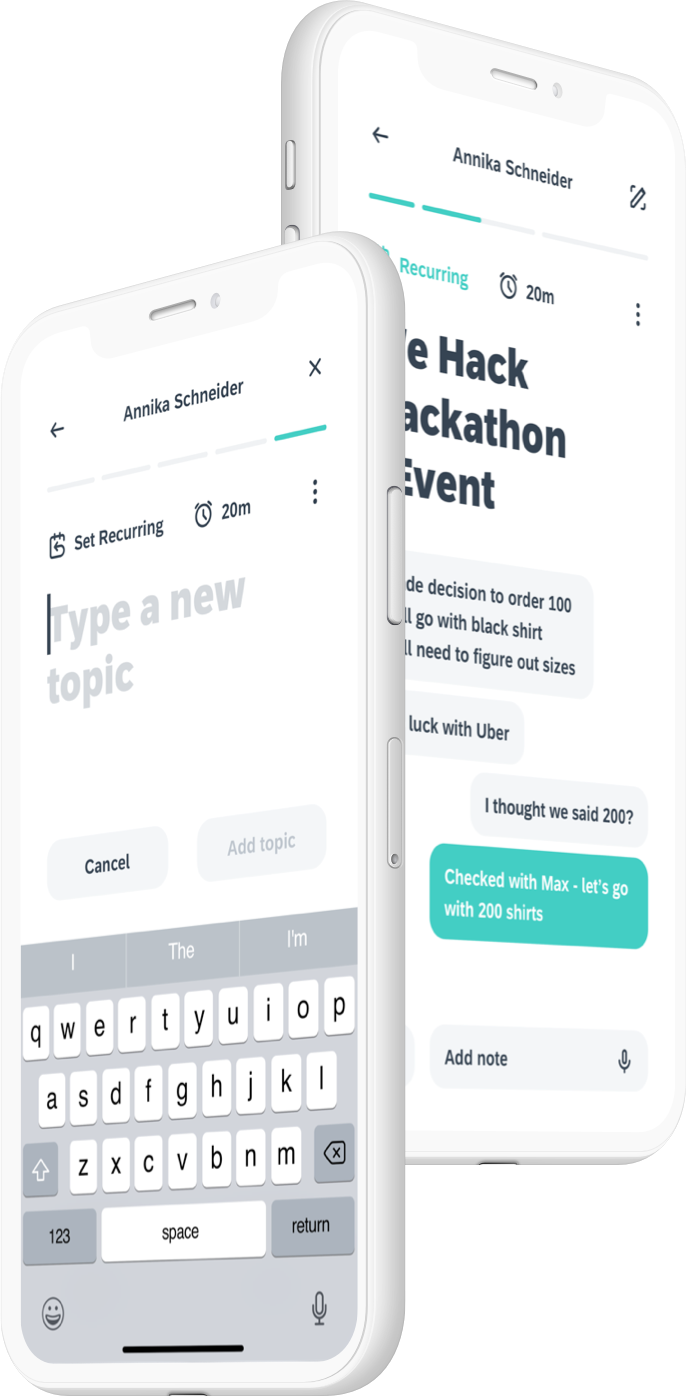 Annika Schneider
Recurring
20m
e Hack
ackathon
Event
de decision to order 100
ll go with black shirt
ll need to figure out sizes
luck with Uber
I thought we said 200?
Checked with Max - let's go
with 200 shirts
Add note
Annika Schneider
Set Recurring
20m
Type a new
topic
Cancel
Add topic
I
The
I'm
q w e r t y u i o p
a s d f g h j k l
z x c v b n m
123
space
return